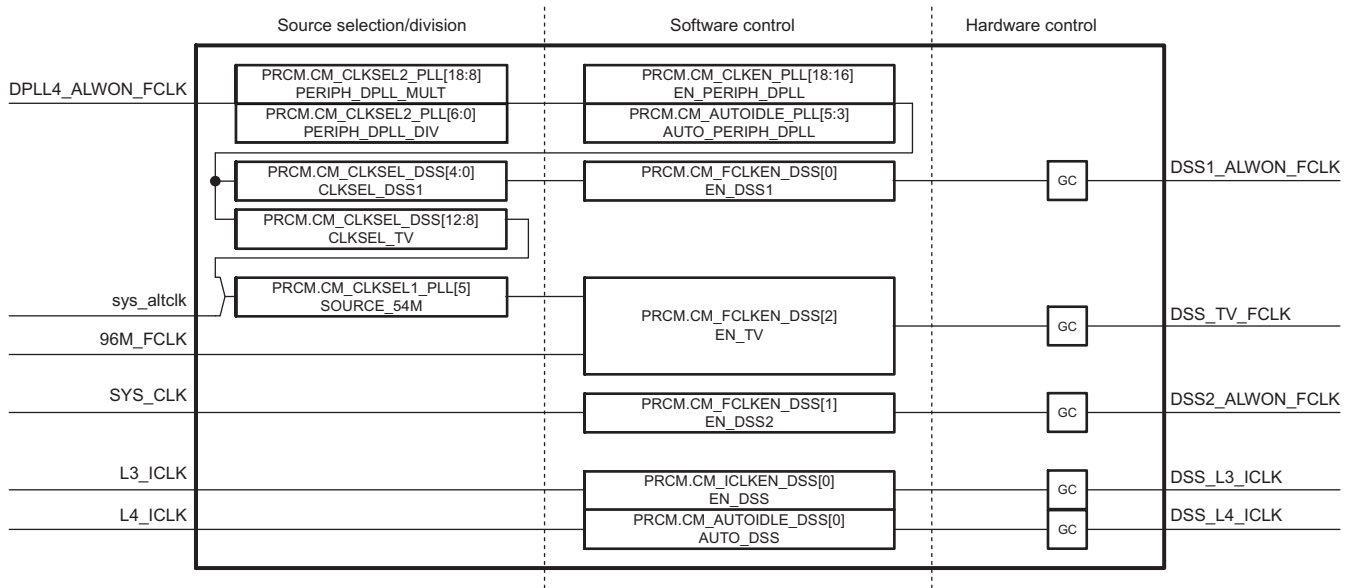 Source selection/division
Software control
Hardware control
DPLL4_ALWON_FCLK
PRCM.CM_CLKSEL2_PLL[18:8]
PERIPH_DPLL_MULT
PRCM.CM_CLKSEL2_PLL[6:0]
PERIPH_DPLL_DIV
PRCM.CM_CLKEN_PLL[18:16]
EN_PERIPH_DPLL
PRCM.CM_AUTOIDLE_PLL[5:3]
AUTO_PERIPH_DPLL
PRCM.CM_CLKSEL_DSS[4:0]
CLKSEL_DSS1
PRCM.CM_FCLKEN_DSS[0]
EN_DSS1
GC
DSS1_ALWON_FCLK
PRCM.CM_CLKSEL_DSS[12:8]
CLKSEL_TV
sys_altclk
PRCM.CM_CLKSEL1_PLL[5]
SOURCE_54M
96M_FCLK
PRCM.CM_FCLKEN_DSS[2]
EN_TV
GC
DSS_TV_FCLK
SYS_CLK
PRCM.CM_FCLKEN_DSS[1]
EN_DSS2
GC
DSS2_ALWON_FCLK
L3_ICLK
PRCM.CM_ICLKEN_DSS[0]
EN_DSS
GC
DSS_L3_ICLK
L4_ICLK
PRCM.CM_AUTOIDLE_DSS[0]
AUTO_DSS
GC
DSS_L4_ICLK